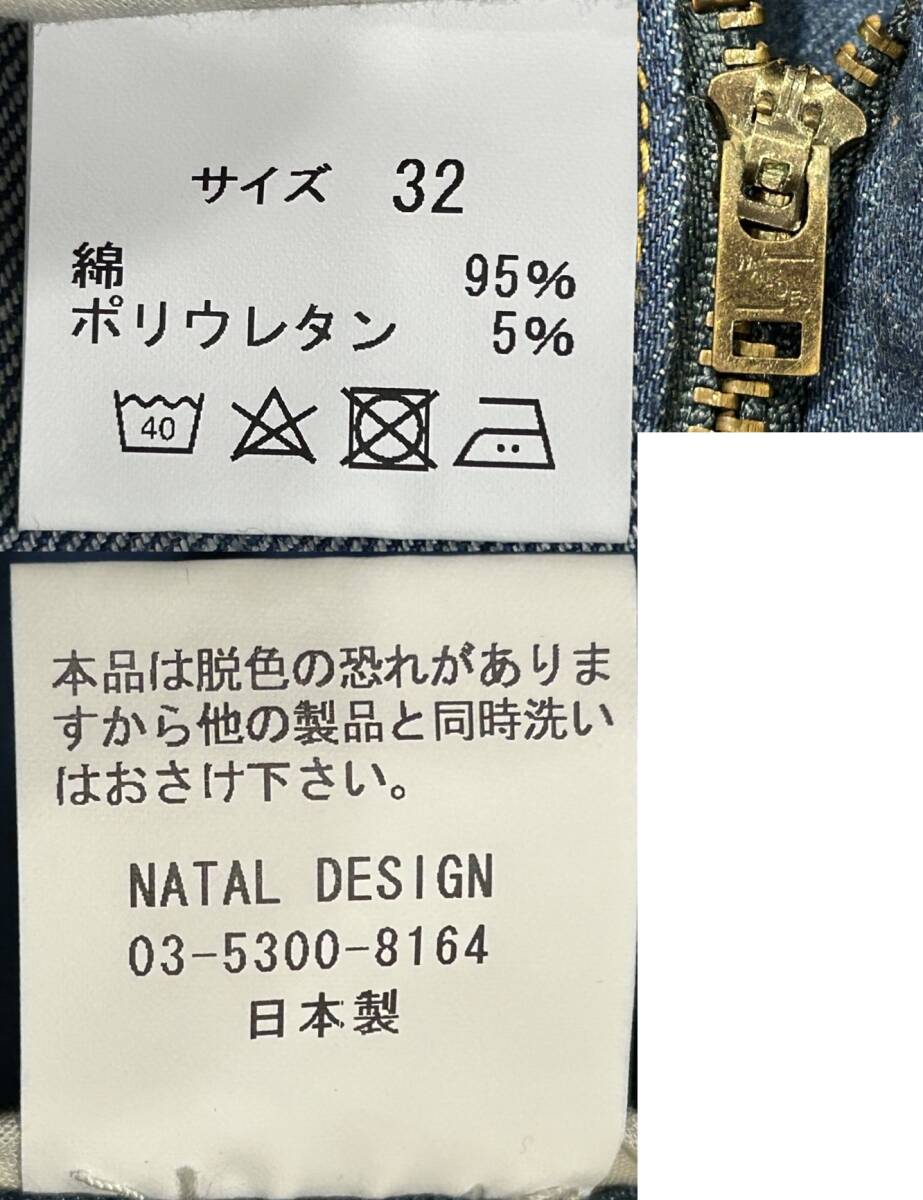 サイズ 32
綿 95%
ポリウレタン 5%
40
本品は脱色の恐れがありま
すから他の製品と同時洗い
はおさけ下さい。
NATAL DESIGN
03-5300-8164
日本製